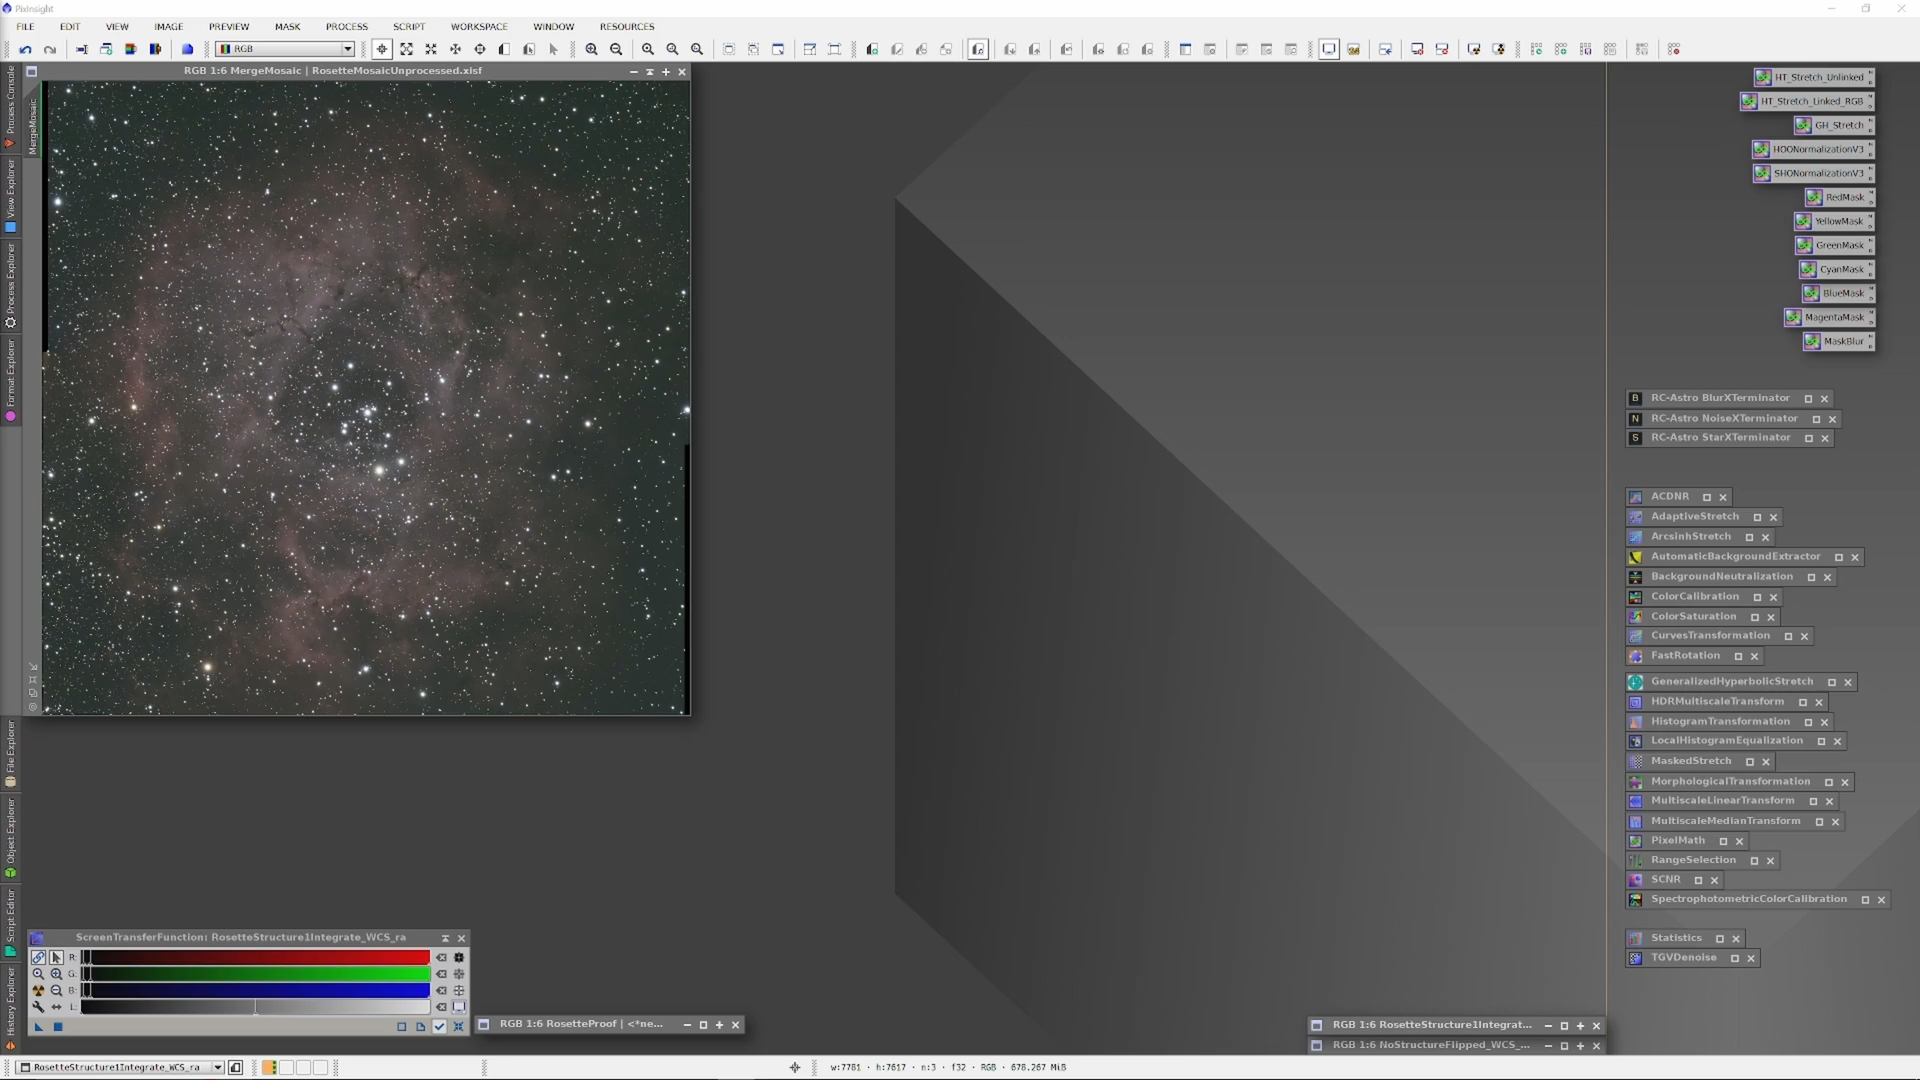 PixInsight
FILE EDIT VIEW IMAGE PREVIEW MASK PROCESS SCRIPT WORKSPACE WINDOW RESOURCES
RGB
RGB 1:6 MergeMosaic | RosetteMosaicUnprocessed.xisf
MergeMosaic
Process Console
View Explorer
Process Explorer
Format Explorer
File Explorer
Object Explorer
Script Editor
History Explorer
HT_Stretch_Unlinked
HT_Stretch_Linked_RGB
GH_Stretch
HOONormalizationV3
SHONormalizationV3
RedMask
YellowMask
GreenMask
CyanMask
BlueMask
MagentaMask
MaskBlur
B RC-Astro BlurXTerminator
N RC-Astro NoiseXTerminator
S RC-Astro StarXTerminator
ACDNR
AdaptiveStretch
ArcsinhStretch
AutomaticBackgroundExtractor
BackgroundNeutralization
ColorCalibration
ColorSaturation
CurvesTransformation
FastRotation
GeneralizedHyperbolicStretch
HDRMultiscaleTransform
HistogramTransformation
LocalHistogramEqualization
MaskedStretch
MorphologicalTransformation
MultiscaleLinearTransform
MultiscaleMedianTransform
PixelMath
RangeSelection
SCNR
SpectrophotometricColorCalibration
Statistics
TGVDenoise
ScreenTransferFunction: RosetteStructure1Integrate_WCS_ra
R:
G:
B:
L:
RGB 1:6 RosetteProof | <*ne...
RGB 1:6 RosetteStructure1Integrat...
RGB 1:6 NoStructureFlipped_WCS_...
RosetteStructure1Integrate_WCS_ra
w:7781 · h:7617 · n:3 · f32 · RGB · 678.267 MiB